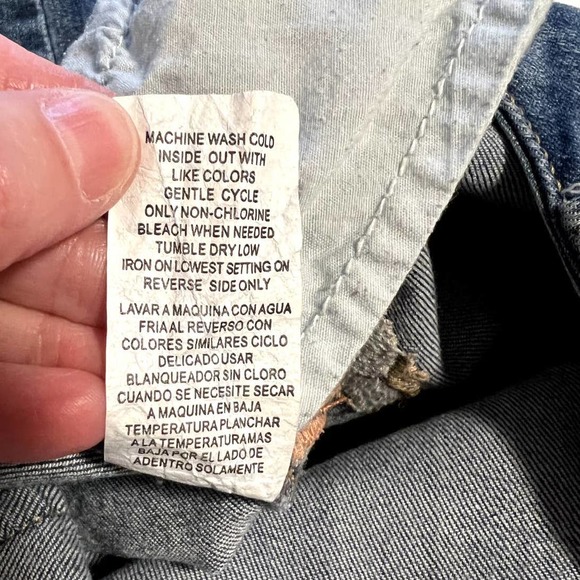 MACHINE WASH COLD
INSIDE OUT WITH
LIKE COLORS
GENTLE CYCLE
ONLY NON-CHLORINE
BLEACH WHEN NEEDED
TUMBLE DRY LOW
IRON ON LOWEST SETTING ON
REVERSE SIDE ONLY
LAVAR A MAQUINA CON AGUA
FRIA AL REVERSO CON
COLORES SIMILARES CICLO
DELICADO USAR
BLANQUEADOR SIN CLORO
CUANDO SE NECESITE SECAR
A MAQUINA EN BAJA
TEMPERATURA PLANCHAR
A LA TEMPERATURA MAS
BAJA POR EL LADO DE
ADENTRO SOLAMENTE